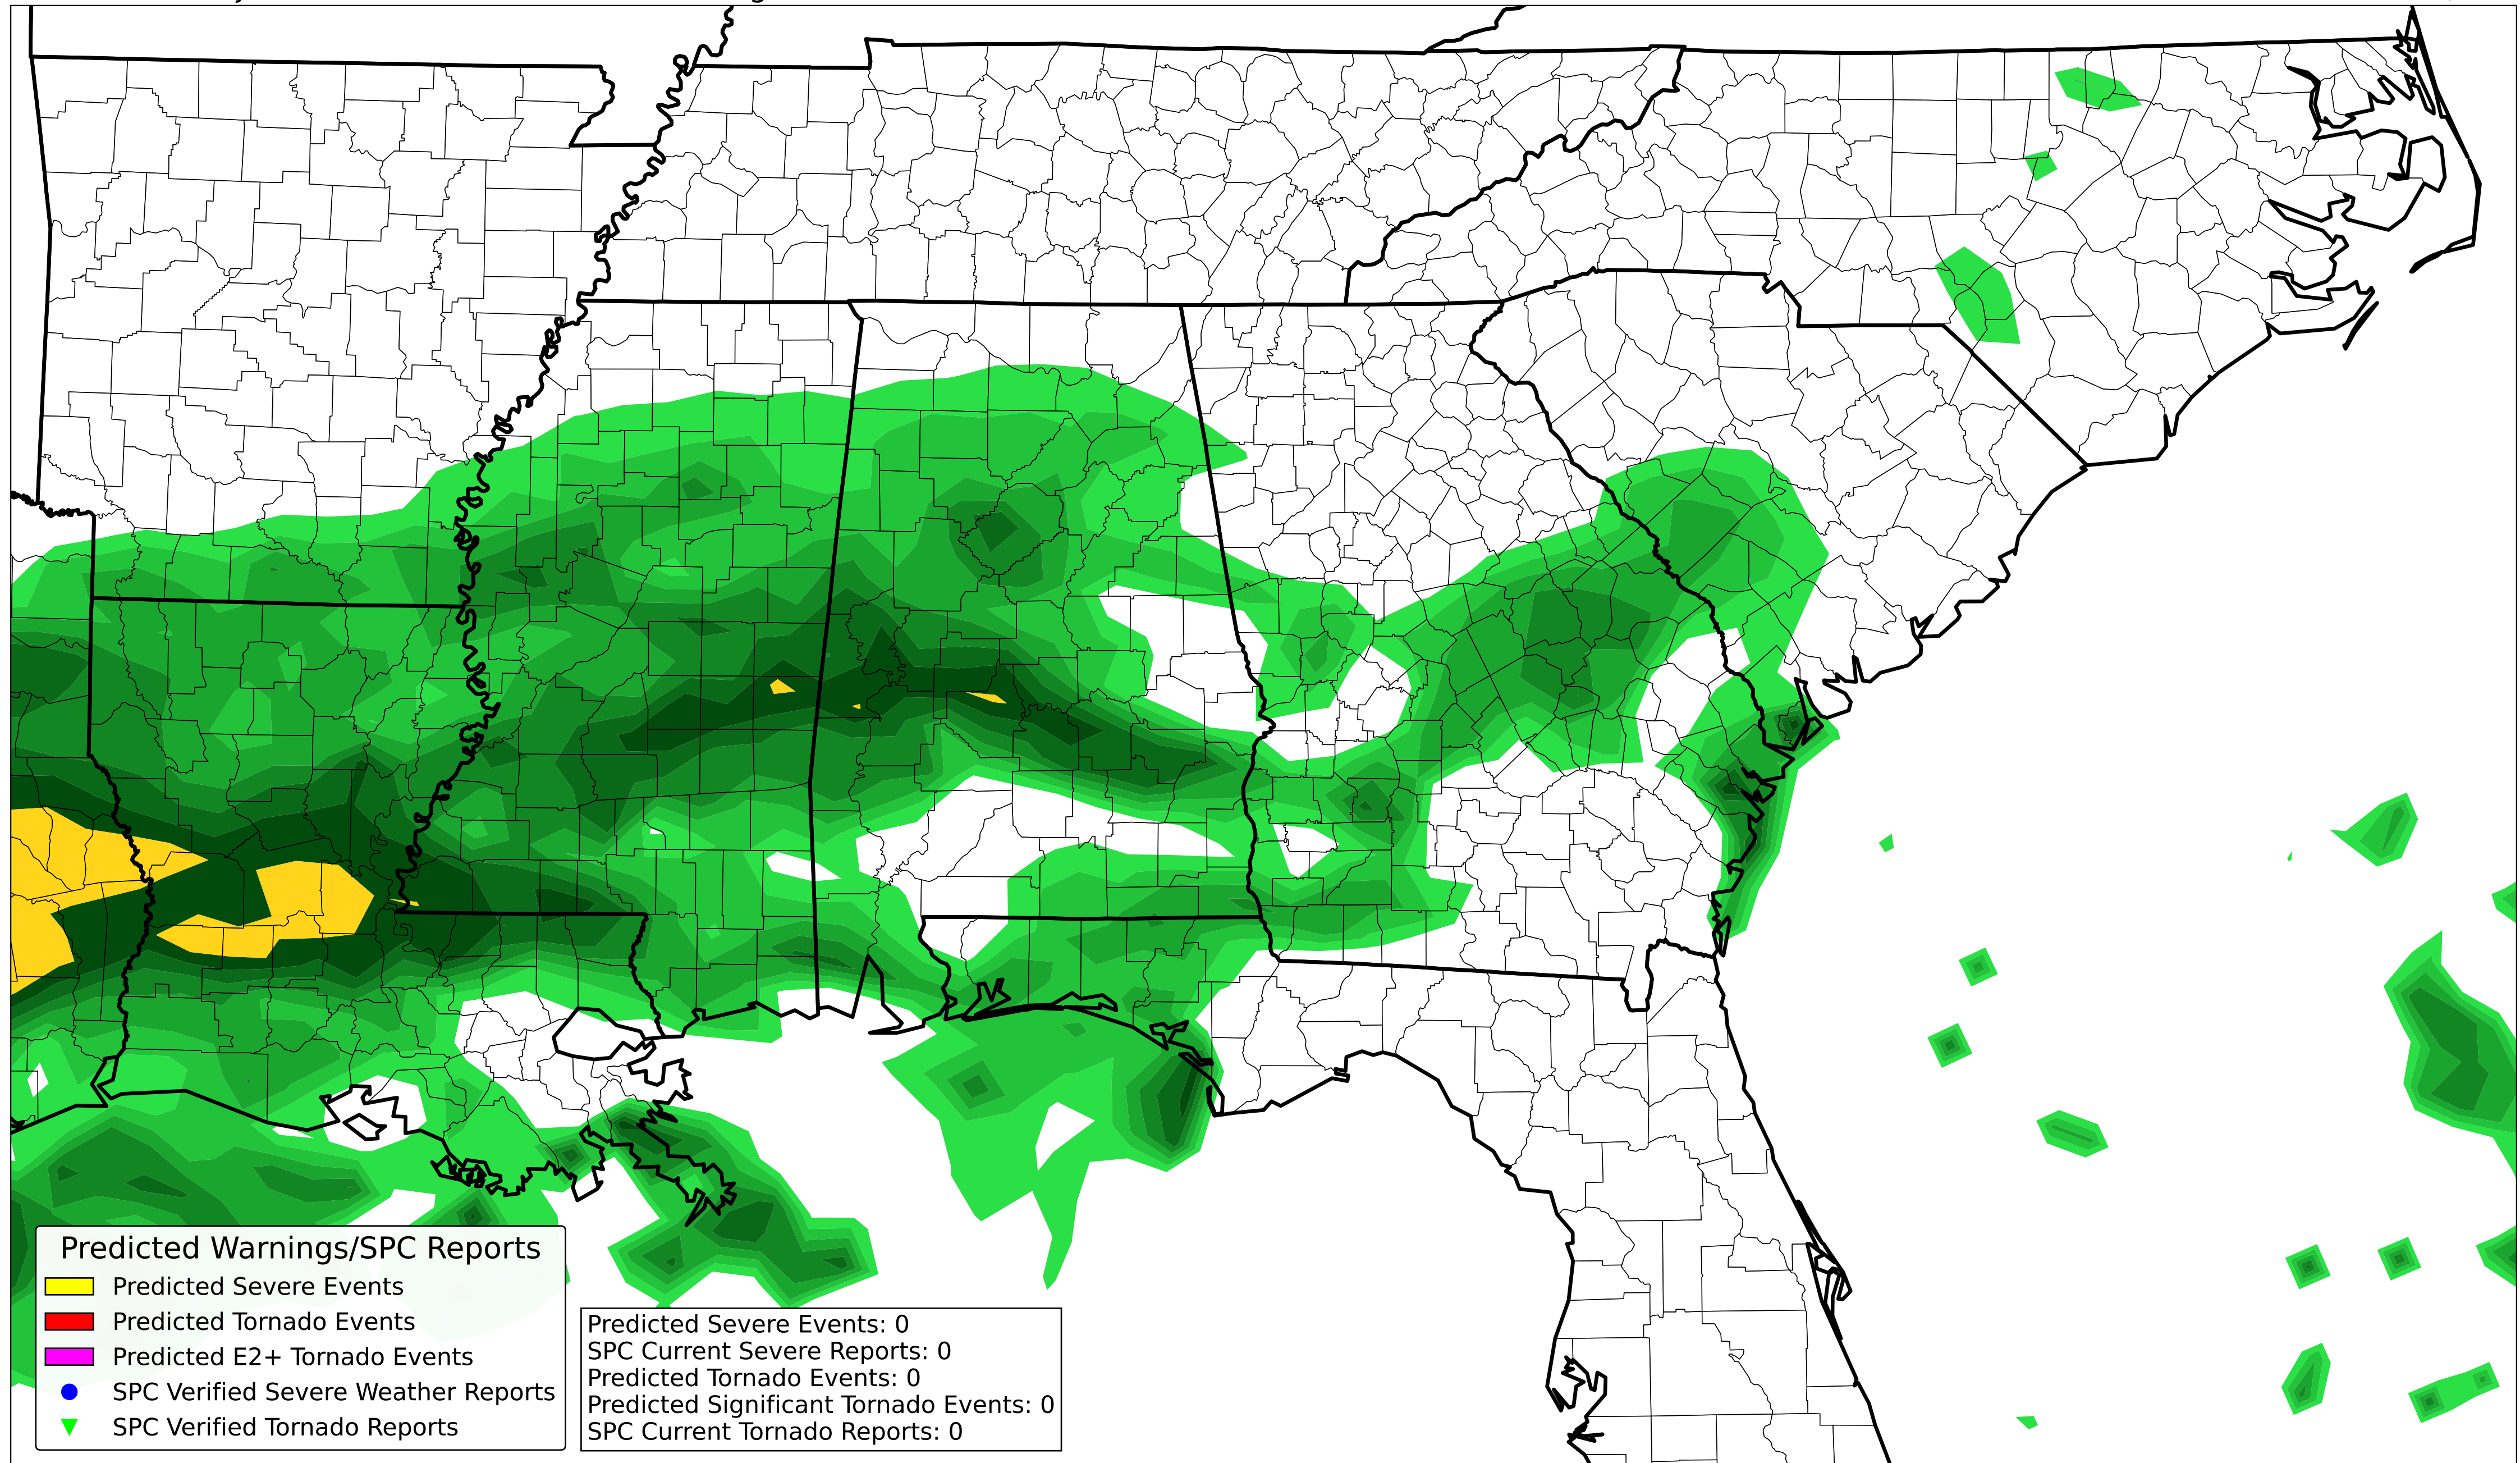 Predicted Warnings/SPC Reports
Predicted Severe Events
Predicted Tornado Events
Predicted E2+ Tornado Events
SPC Verified Severe Weather Reports
SPC Verified Tornado Reports
Predicted Severe Events: 0
SPC Current Severe Reports: 0
Predicted Tornado Events: 0
Predicted Significant Tornado Events: 0
SPC Current Tornado Reports: 0